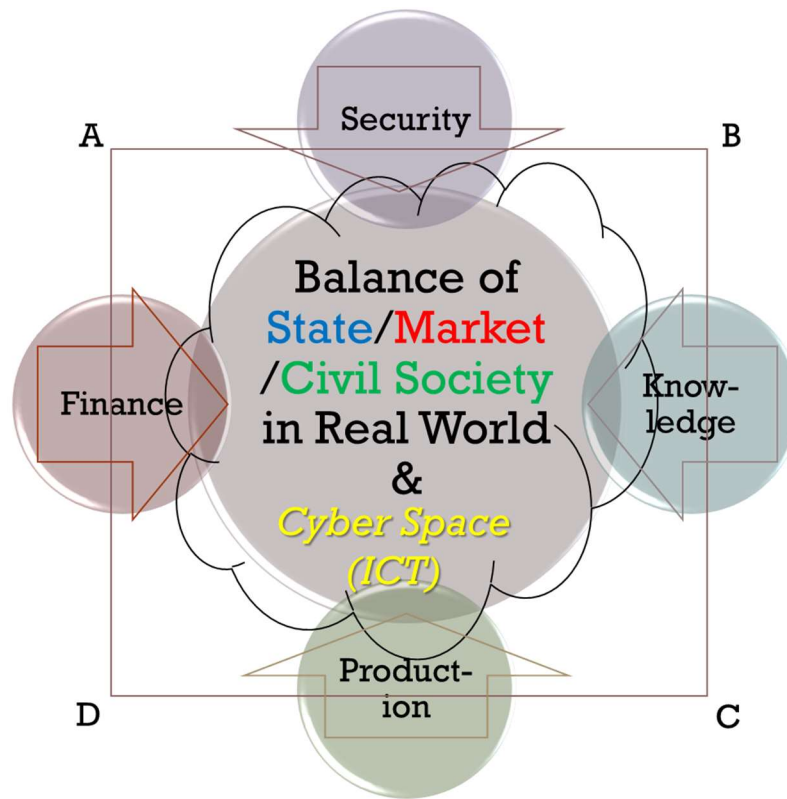 Security
A
B
Balance of
State/Market
/Civil Society
in Real World
&
Cyber Space
(ICT)
Finance
Know-
ledge
Product-
ion
D
C